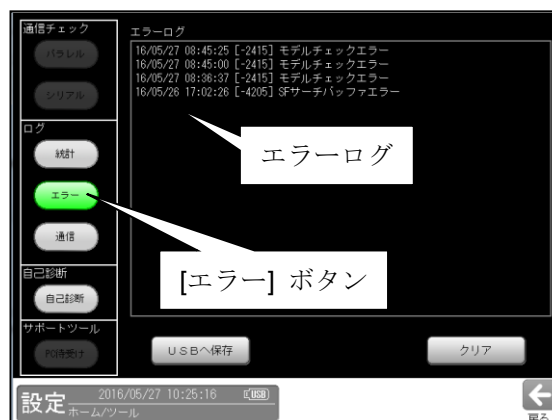 通信チェック
パラレル
シリアル
ログ
統計
エラー
通信
自己診断
自己診断
サポートツール
PC待受け
エラーログ
16/05/27 08:45:25 [-2415] モデルチェックエラー
16/05/27 08:45:00 [-2415] モデルチェックエラー
16/05/27 08:36:37 [-2415] モデルチェックエラー
16/05/26 17:02:26 [-4205] SFサーチバッファエラー
エラーログ
[エラー] ボタン
USBへ保存
クリア
設定
2016/05/27 10:25:16
USB
ホーム/ツール
戻る